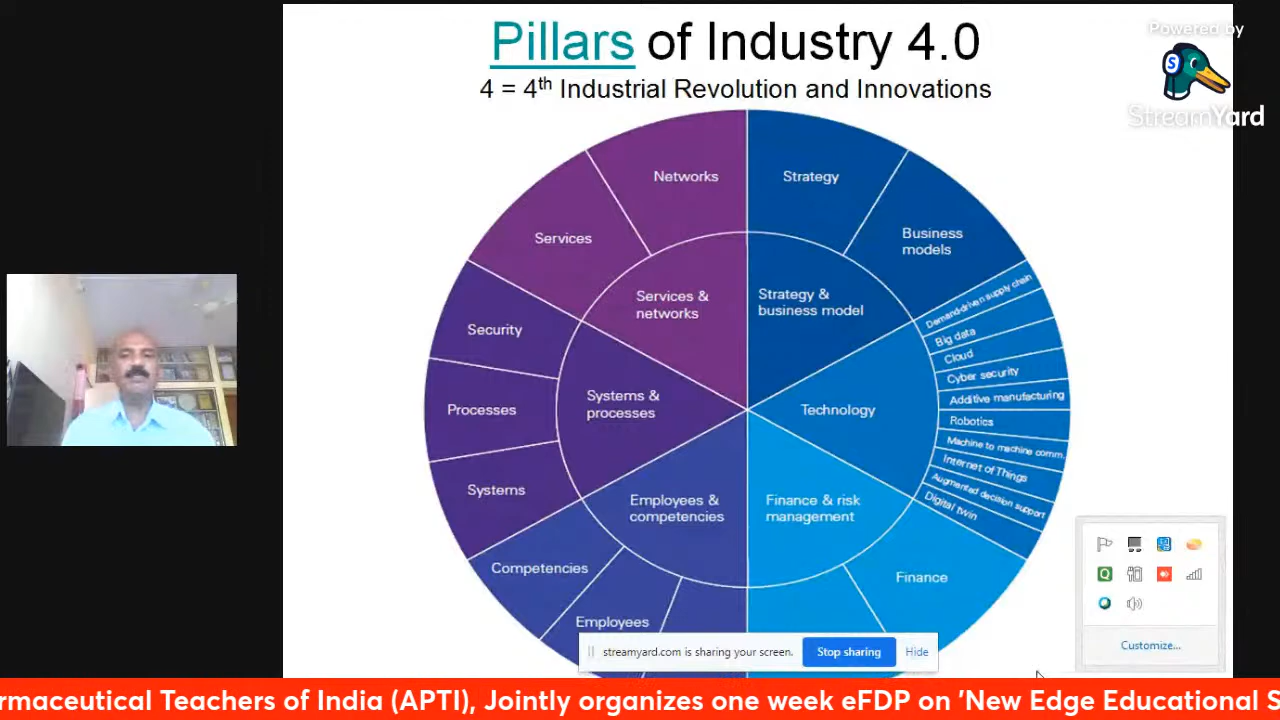 Pillars of Industry 4.0
4 = 4th Industrial Revolution and Innovations
Powered by
StreamYard
Networks
Strategy
Services
Business
models
Services &
networks
Strategy &
business model
Demand-driven supply chain
Big data
Cloud
Cyber security
Additive manufacturing
Robotics
Machine to machine comm.
Internet of Things
Augmented decision support
Digital twin
Security
Processes
Systems
Systems &
processes
Technology
Employees &
competencies
Finance & risk
management
Competencies
Employees
Finance
streamyard.com is sharing your screen.
Stop sharing
Hide
Customize...
rmaceutical Teachers of India (APTI), Jointly organizes one week eFDP on 'New Edge Educational S